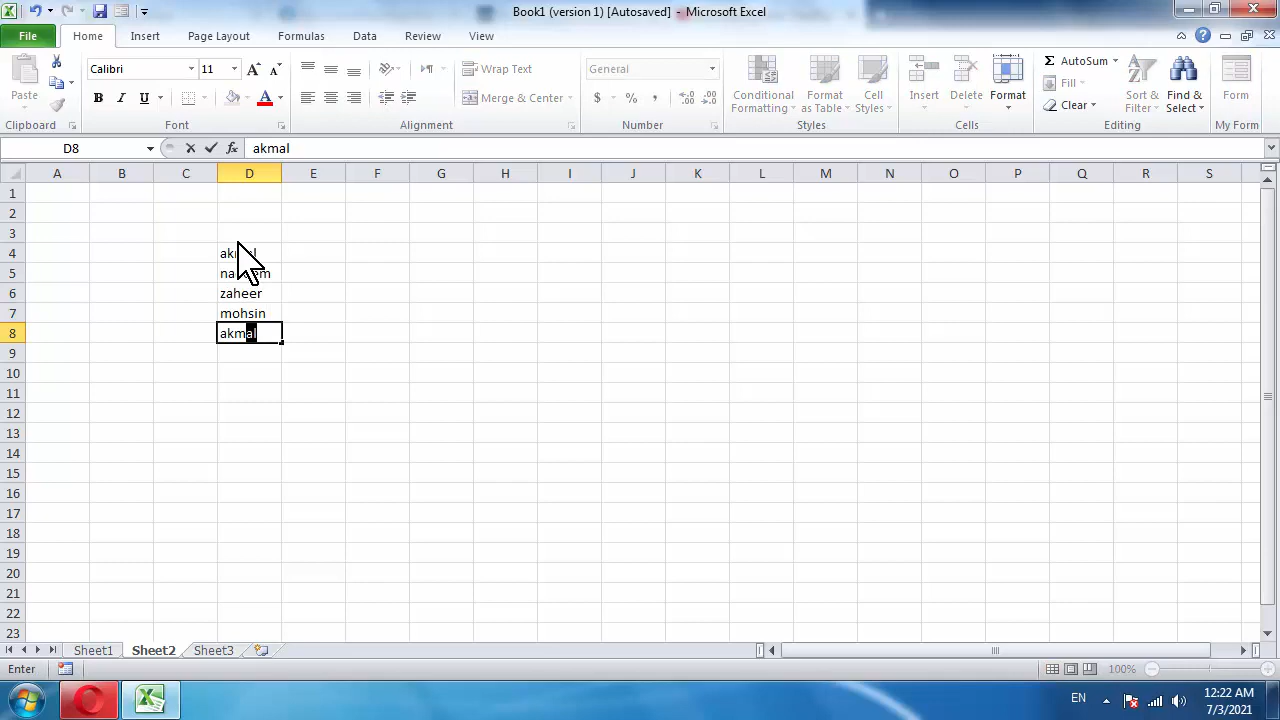 Book1 (version 1) [Autosaved] - Microsoft Excel
File Home Insert Page Layout Formulas Data Review View
Paste
Clipboard
Calibri 11
B I U A
Font
Wrap Text
Merge & Center
Alignment
General
$ % ,
Number
Conditional Formatting
Format as Table
Cell Styles
Styles
Insert Delete Format
Cells
Σ AutoSum
Fill
Clear
Sort & Filter
Find & Select
Editing
Form
My Form
D8 fx akmal
A B C D E F G H I J K L M N O P Q R S
1
2
3
4
5
6 zaheer
7 mohsin
8 akmal
9
10
11
12
13
14
15
16
17
18
19
20
21
22
23
Sheet1 Sheet2 Sheet3
Enter 100%
EN 12:22 AM
7/3/2021